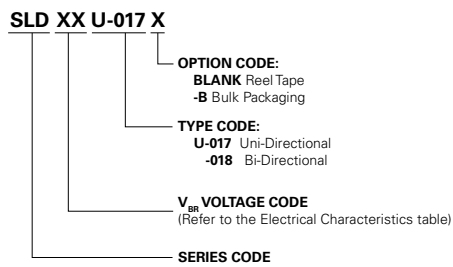 SLD XX U-017 X
OPTION CODE:
BLANK Reel Tape
-B Bulk Packaging
TYPE CODE:
U-017 Uni-Directional
-018 Bi-Directional
VBR VOLTAGE CODE
(Refer to the Electrical Characteristics table)
SERIES CODE